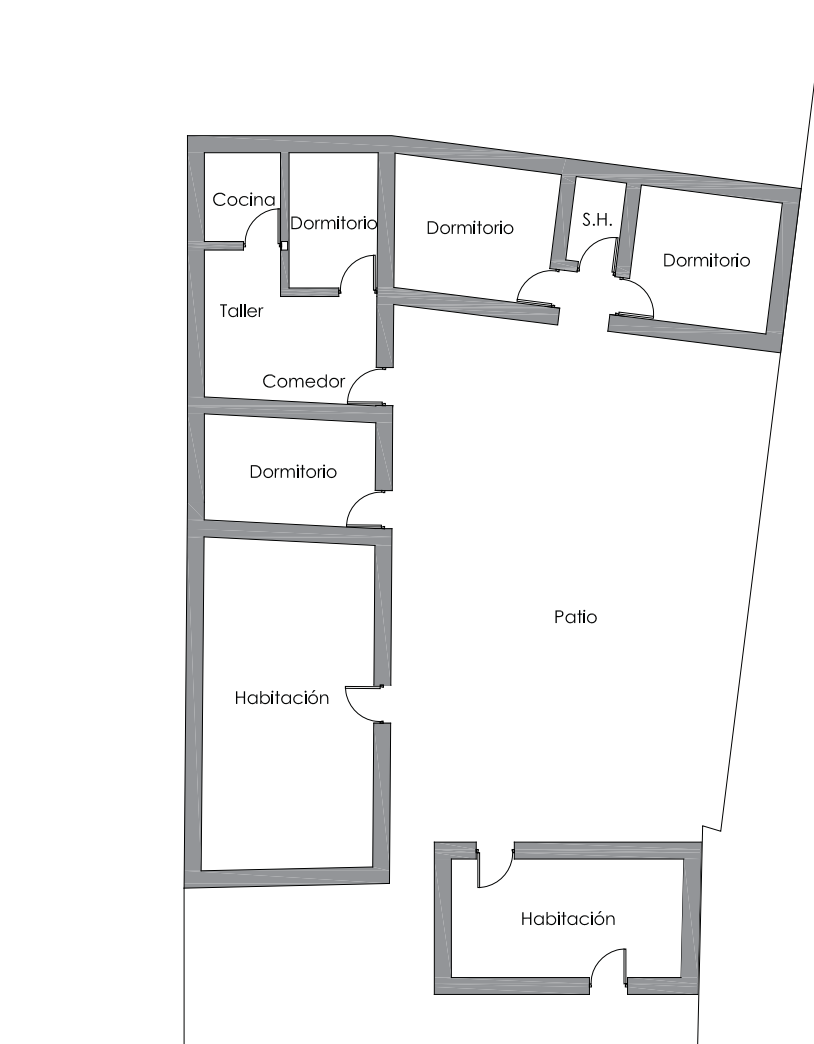 Cocina
Dormitorio
Dormitorio
S.H.
Dormitorio
Taller
Comedor
Dormitorio
Patio
Habitación
Habitación